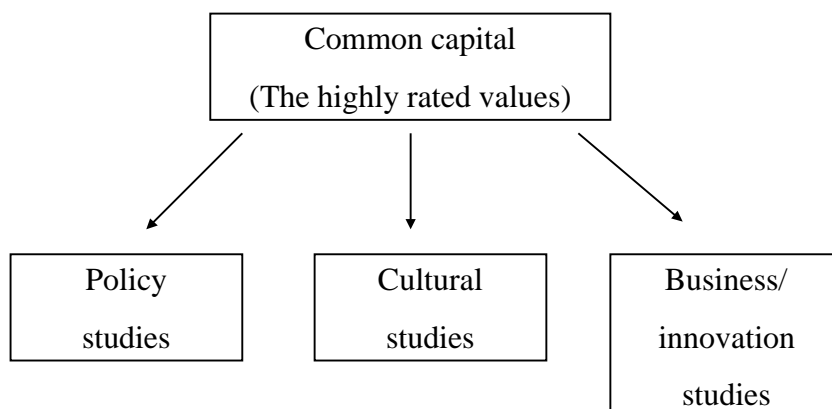 Common capital
(The highly rated values)
Policy
studies
Cultural
studies
Business/
innovation
studies